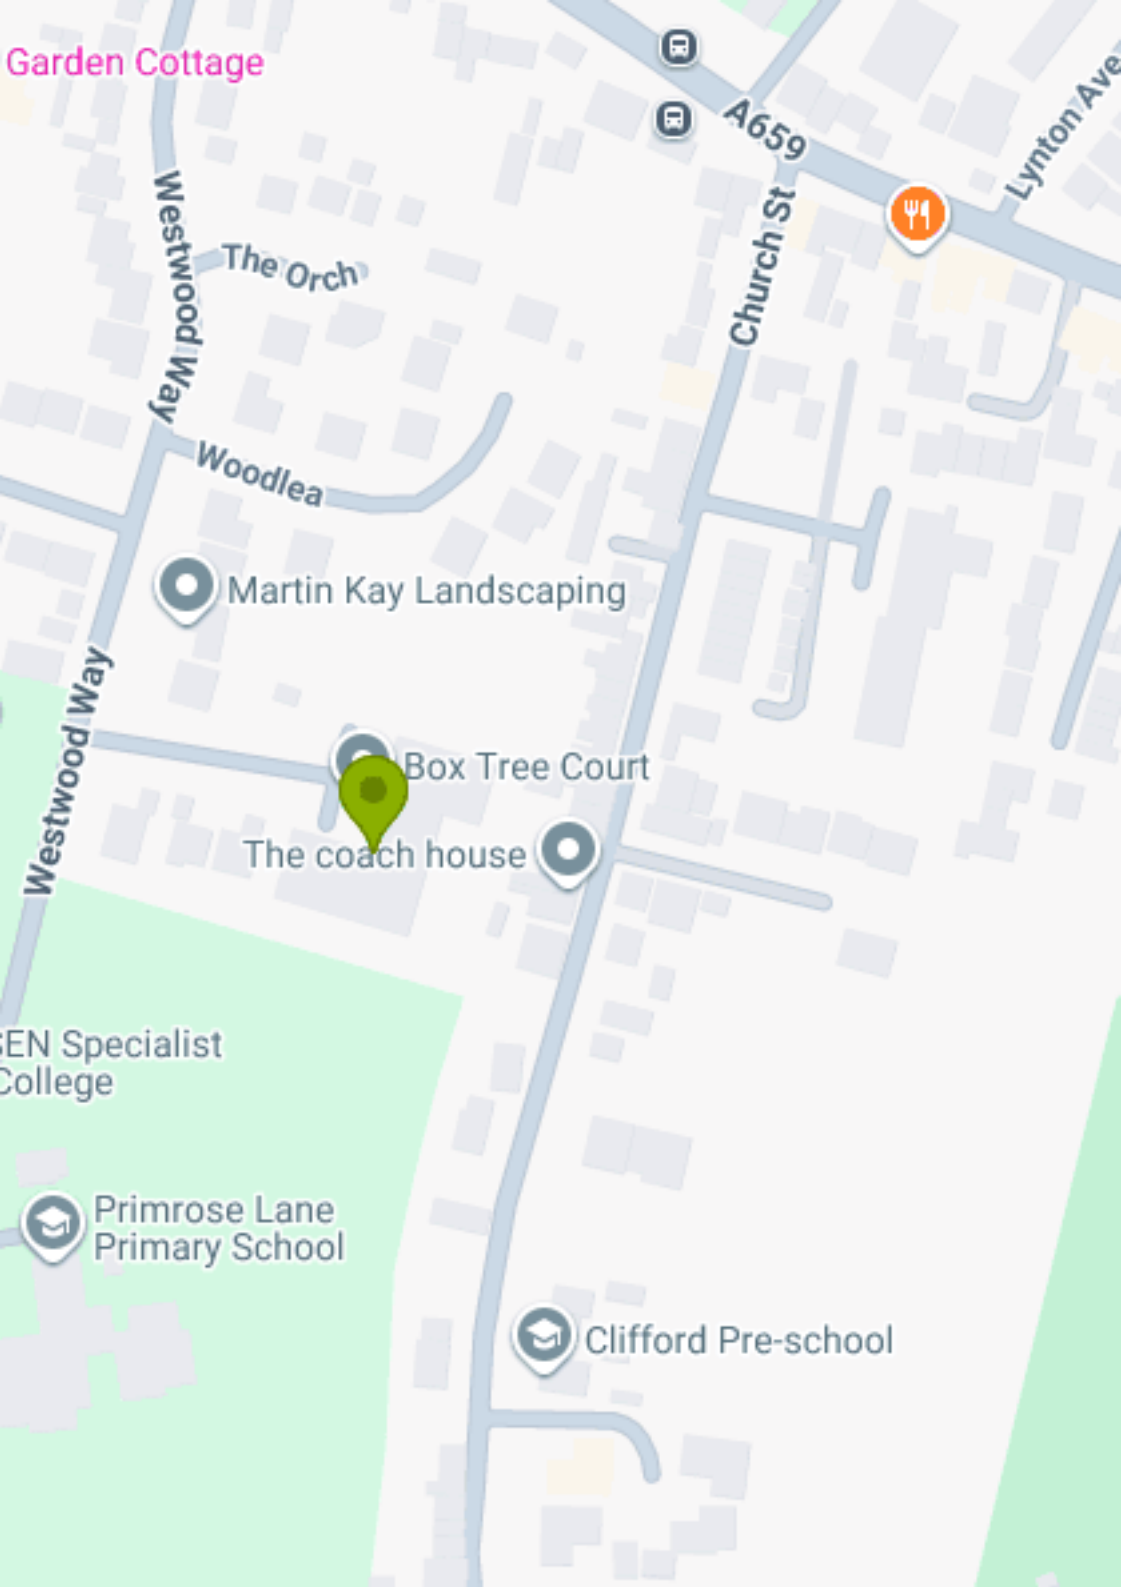 Garden Cottage
A659
Lynton Ave
Westwood Way
The Orch
Church St
Woodlea
Martin Kay Landscaping
Westwood Way
Box Tree Court
The coach house
SEN Specialist
College
Primrose Lane
Primary School
Clifford Pre-school